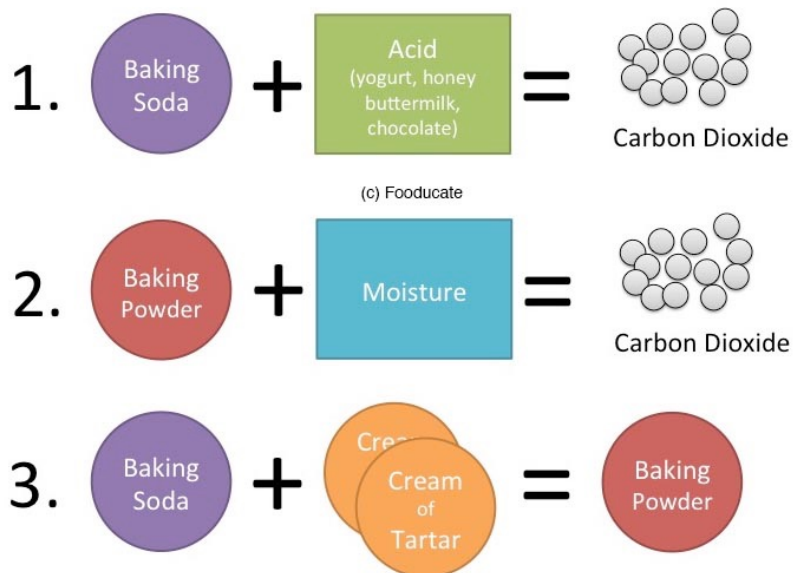 1.
Baking
Soda
+
Acid
(yogurt, honey
buttermilk,
chocolate)
=
Carbon Dioxide
(c) Fooducate
2.
Baking
Powder
+
Moisture
=
Carbon Dioxide
3.
Baking
Soda
+
Crea
Cream
of
Tartar
=
Baking
Powder